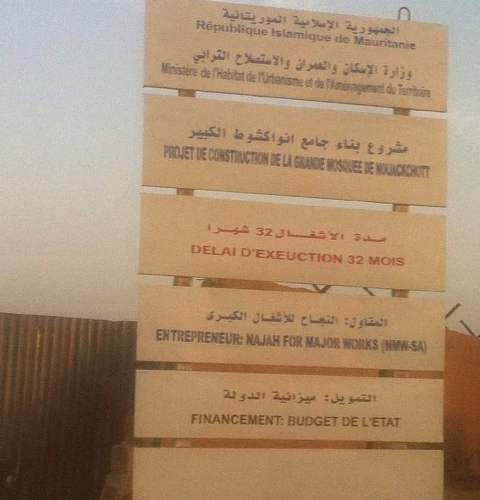 الجمهورية الإسلامية الموريتانية
République Islamique de Mauritanie
وزارة الإسكان والعمران والاستصلاح الترابي
Ministère de l'Habitat de l'Urbanisme et de l'Aménagement du Territoire
مشروع بناء جامع انواكشوط الكبير
PROJET DE CONSTRUCTION DE LA GRANDE MOSQUEE DE NOUACKCHOTT
مدة الأشغال 32 شهرا
DELAI D'EXEUCTION 32 MOIS
المقاول: النجاح للأشغال الكبرى
ENTREPRENEUR: NAJAH FOR MAJOR WORKS (NMW-SA)
التمويل: ميزانية الدولة
FINANCEMENT: BUDGET DE L'ETAT